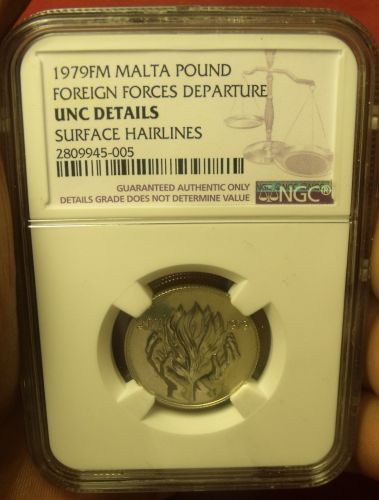 1979FM MALTA POUND
FOREIGN FORCES DEPARTURE
UNC DETAILS
SURFACE HAIRLINES
2809945-005
GUARANTEED AUTHENTIC ONLY
DETAILS GRADE DOES NOT DETERMINE VALUE
NGC®